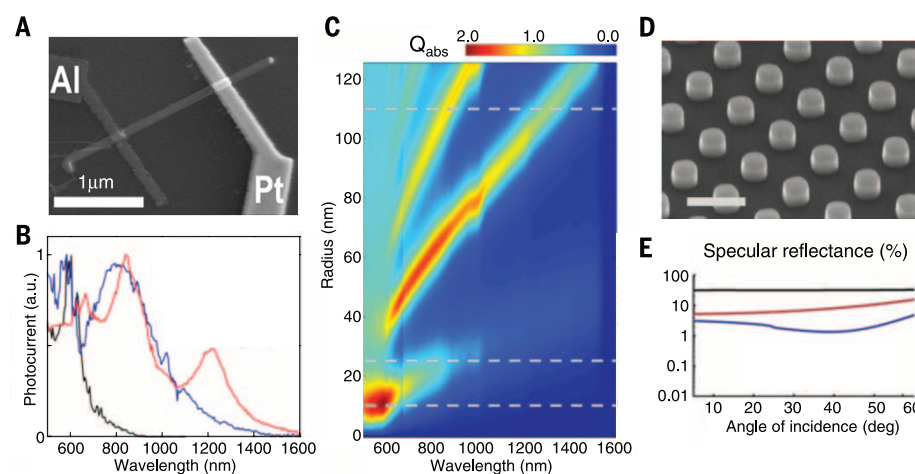 A
Al
1μm
Pt
B
Photocurrent (a.u.)
1
0
600 800 1000 1200 1400 1600
Wavelength (nm)
C
Qabs 2.0 1.0 0.0
Radius (nm)
120
100
80
60
40
20
0
600 800 1000 1200 1400 1600
Wavelength (nm)
D
E
Specular reflectance (%)
100
10
1
0.1
0.01
10 20 30 40 50 60
Angle of incidence (deg)